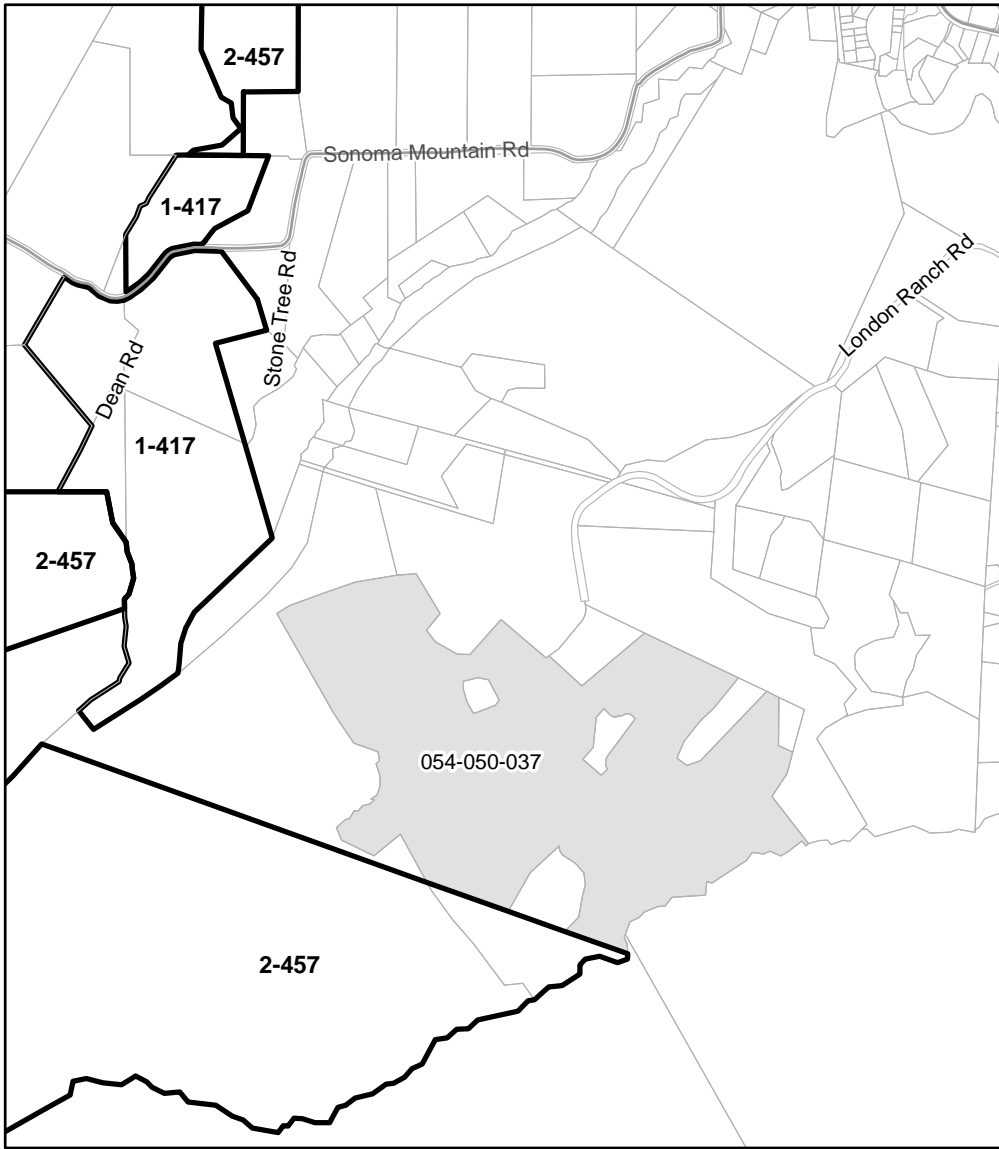 2-457
Sonoma Mountain Rd
1-417
London Ranch Rd
Stone Tree Rd
Dean Rd
1-417
2-457
054-050-037
2-457